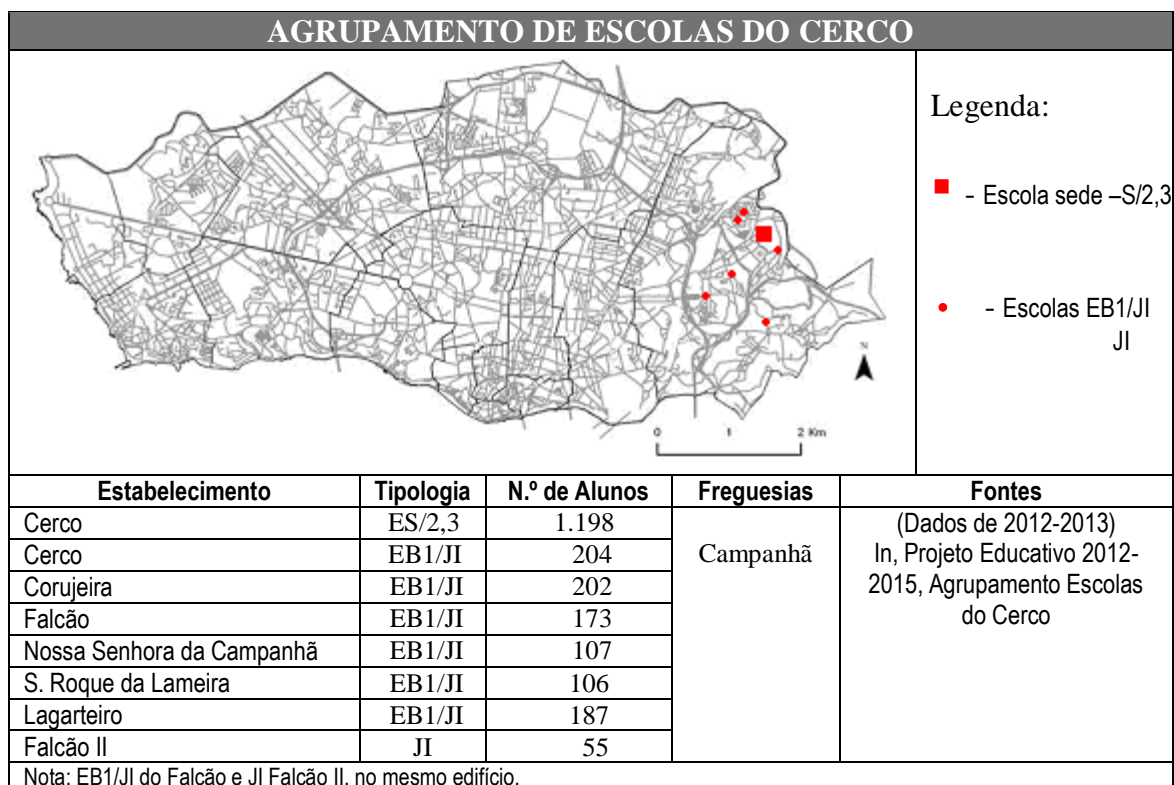 AGRUPAMENTO DE ESCOLAS DO CERCO
Legenda:
- Escola sede –S/2,3
- Escolas EB1/JI
JI
N
0 1 2 Km
Estabelecimento Tipologia N.º de Alunos Freguesias Fontes
Cerco ES/2,3 1.198 (Dados de 2012-2013)
Cerco EB1/JI 204 Campanhã In, Projeto Educativo 2012-
Corujeira EB1/JI 202 2015, Agrupamento Escolas
Falcão EB1/JI 173 do Cerco
Nossa Senhora da Campanhã EB1/JI 107
S. Roque da Lameira EB1/JI 106
Lagarteiro EB1/JI 187
Falcão II JI 55
Nota: EB1/JI do Falcão e JI Falcão II, no mesmo edifício.